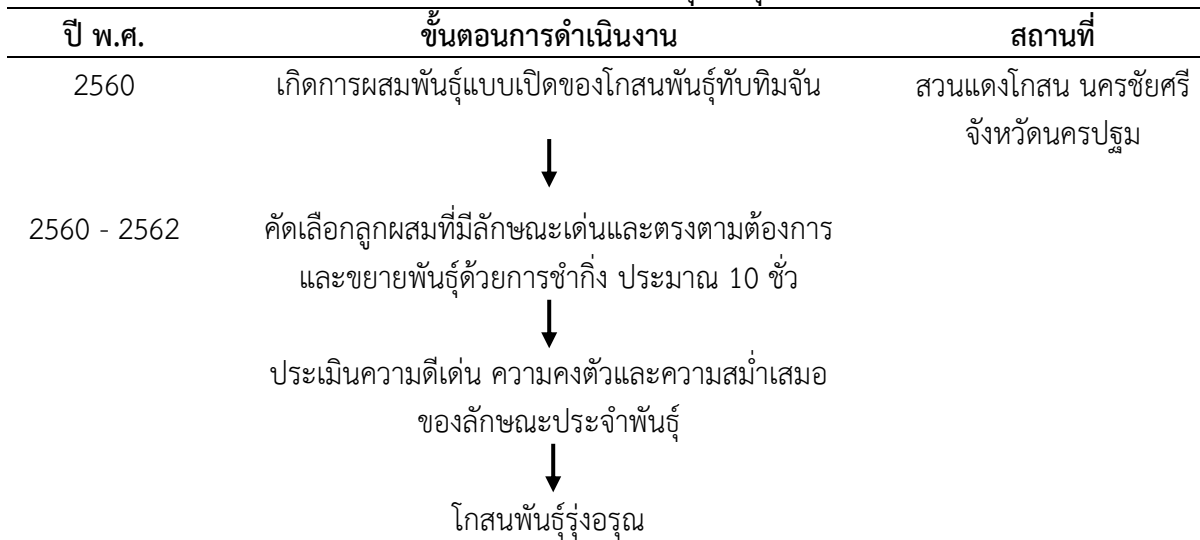 ปี พ.ศ. ขั้นตอนการดำเนินงาน สถานที่
2560 เกิดการผสมพันธุ์แบบเปิดของโกสนพันธุ์ทับทิมจัน สวนแดงโกสน นครชัยศรี
จังหวัดนครปฐม
2560 - 2562 คัดเลือกลูกผสมที่มีลักษณะเด่นและตรงตามต้องการ
และขยายพันธุ์ด้วยการชำกิ่ง ประมาณ 10 ชั่ว
ประเมินความดีเด่น ความคงตัวและความสม่ำเสมอ
ของลักษณะประจำพันธุ์
โกสนพันธุ์รุ่งอรุณ